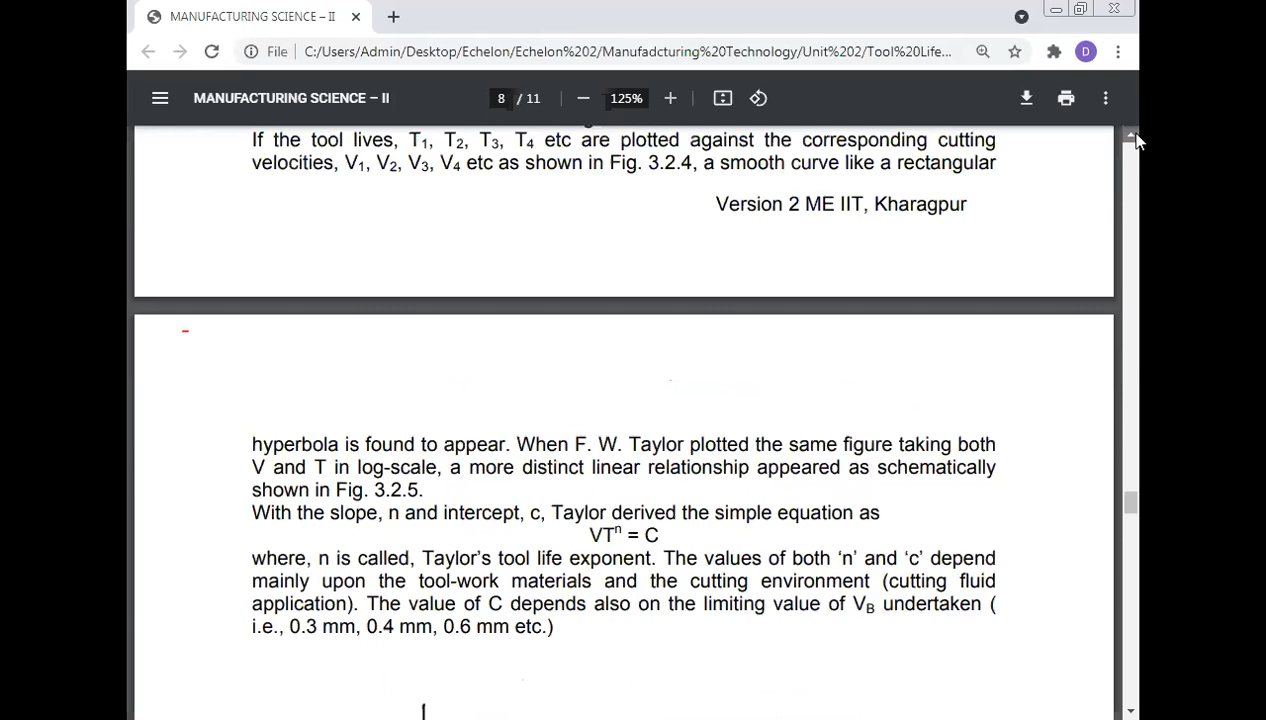 MANUFACTURING SCIENCE – II
File C:/Users/Admin/Desktop/Echelon/Echelon%202/Manufadcturing%20Technology/Unit%202/Tool%20Life...
D
MANUFACTURING SCIENCE – II 8 / 11 125%
If the tool lives, T1, T2, T3, T4 etc are plotted against the corresponding cutting
velocities, V1, V2, V3, V4 etc as shown in Fig. 3.2.4, a smooth curve like a rectangular
Version 2 ME IIT, Kharagpur
hyperbola is found to appear. When F. W. Taylor plotted the same figure taking both
V and T in log-scale, a more distinct linear relationship appeared as schematically
shown in Fig. 3.2.5.
With the slope, n and intercept, c, Taylor derived the simple equation as
VTⁿ = C
where, n is called, Taylor's tool life exponent. The values of both ‘n’ and ‘c’ depend
mainly upon the tool-work materials and the cutting environment (cutting fluid
application). The value of C depends also on the limiting value of VB undertaken (
i.e., 0.3 mm, 0.4 mm, 0.6 mm etc.)